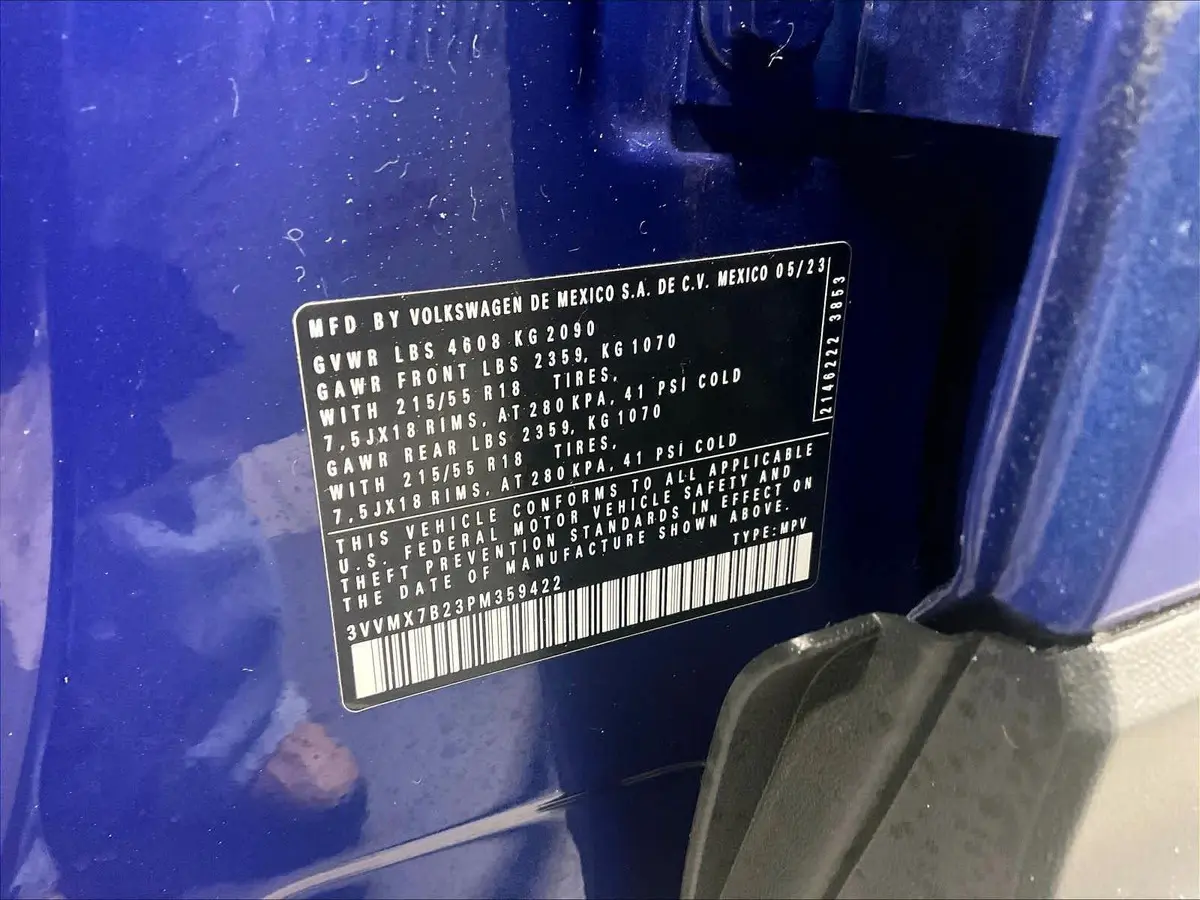 MFD BY VOLKSWAGEN DE MEXICO S.A. DE C.V. MEXICO 05/23
GVWR LBS 4608 KG 2090
GAWR FRONT LBS 2359, KG 1070
WITH 215/55 R18 TIRES,
7,5JX18 RIMS, AT 280 KPA, 41 PSI COLD
GAWR REAR LBS 2359, KG 1070
WITH 215/55 R18 TIRES,
7,5JX18 RIMS, AT 280 KPA, 41 PSI COLD
2146222 3853
THIS VEHICLE CONFORMS TO ALL APPLICABLE
U.S. FEDERAL MOTOR VEHICLE SAFETY AND
THEFT PREVENTION STANDARDS IN EFFECT ON
THE DATE OF MANUFACTURE SHOWN ABOVE.
TYPE: MPV
3VVMX7B23PM359422